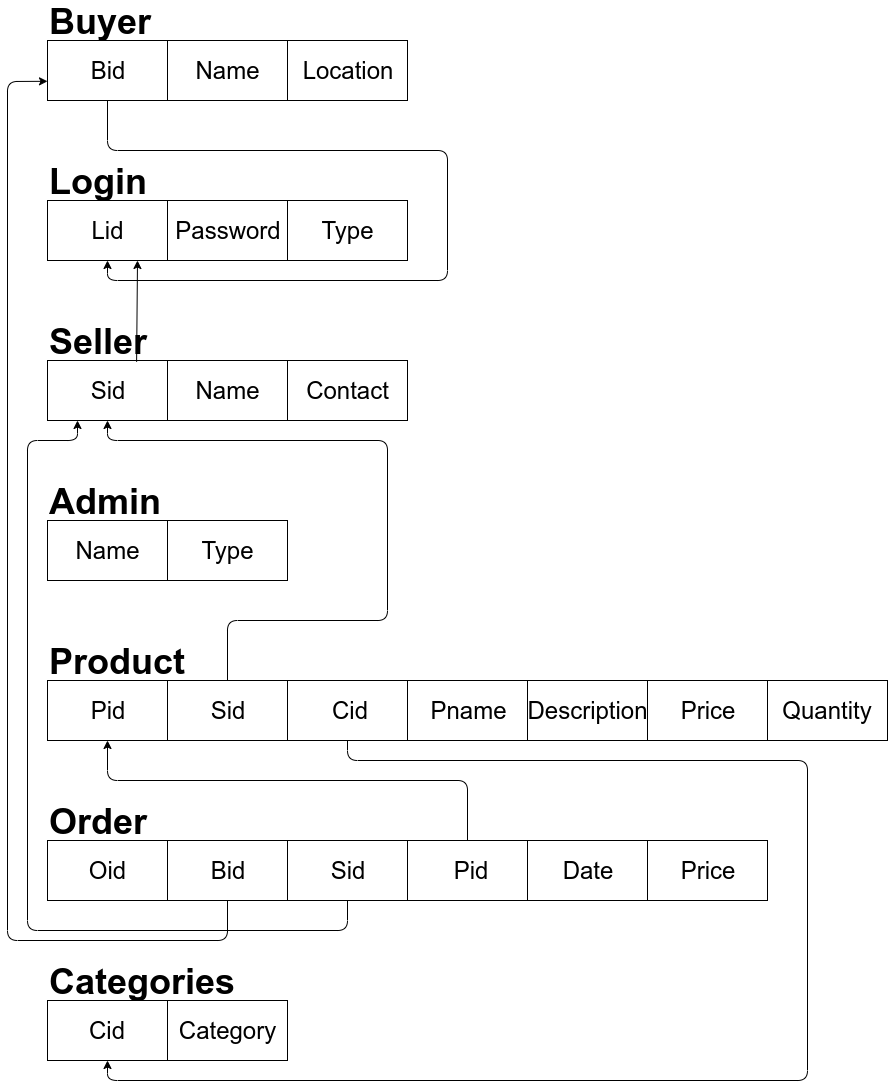 Buyer
Bid Name Location
Login
Lid Password Type
Seller
Sid Name Contact
Admin
Name Type
Product
Pid Sid Cid Pname Description Price Quantity
Order
Oid Bid Sid Pid Date Price
Categories
Cid Category